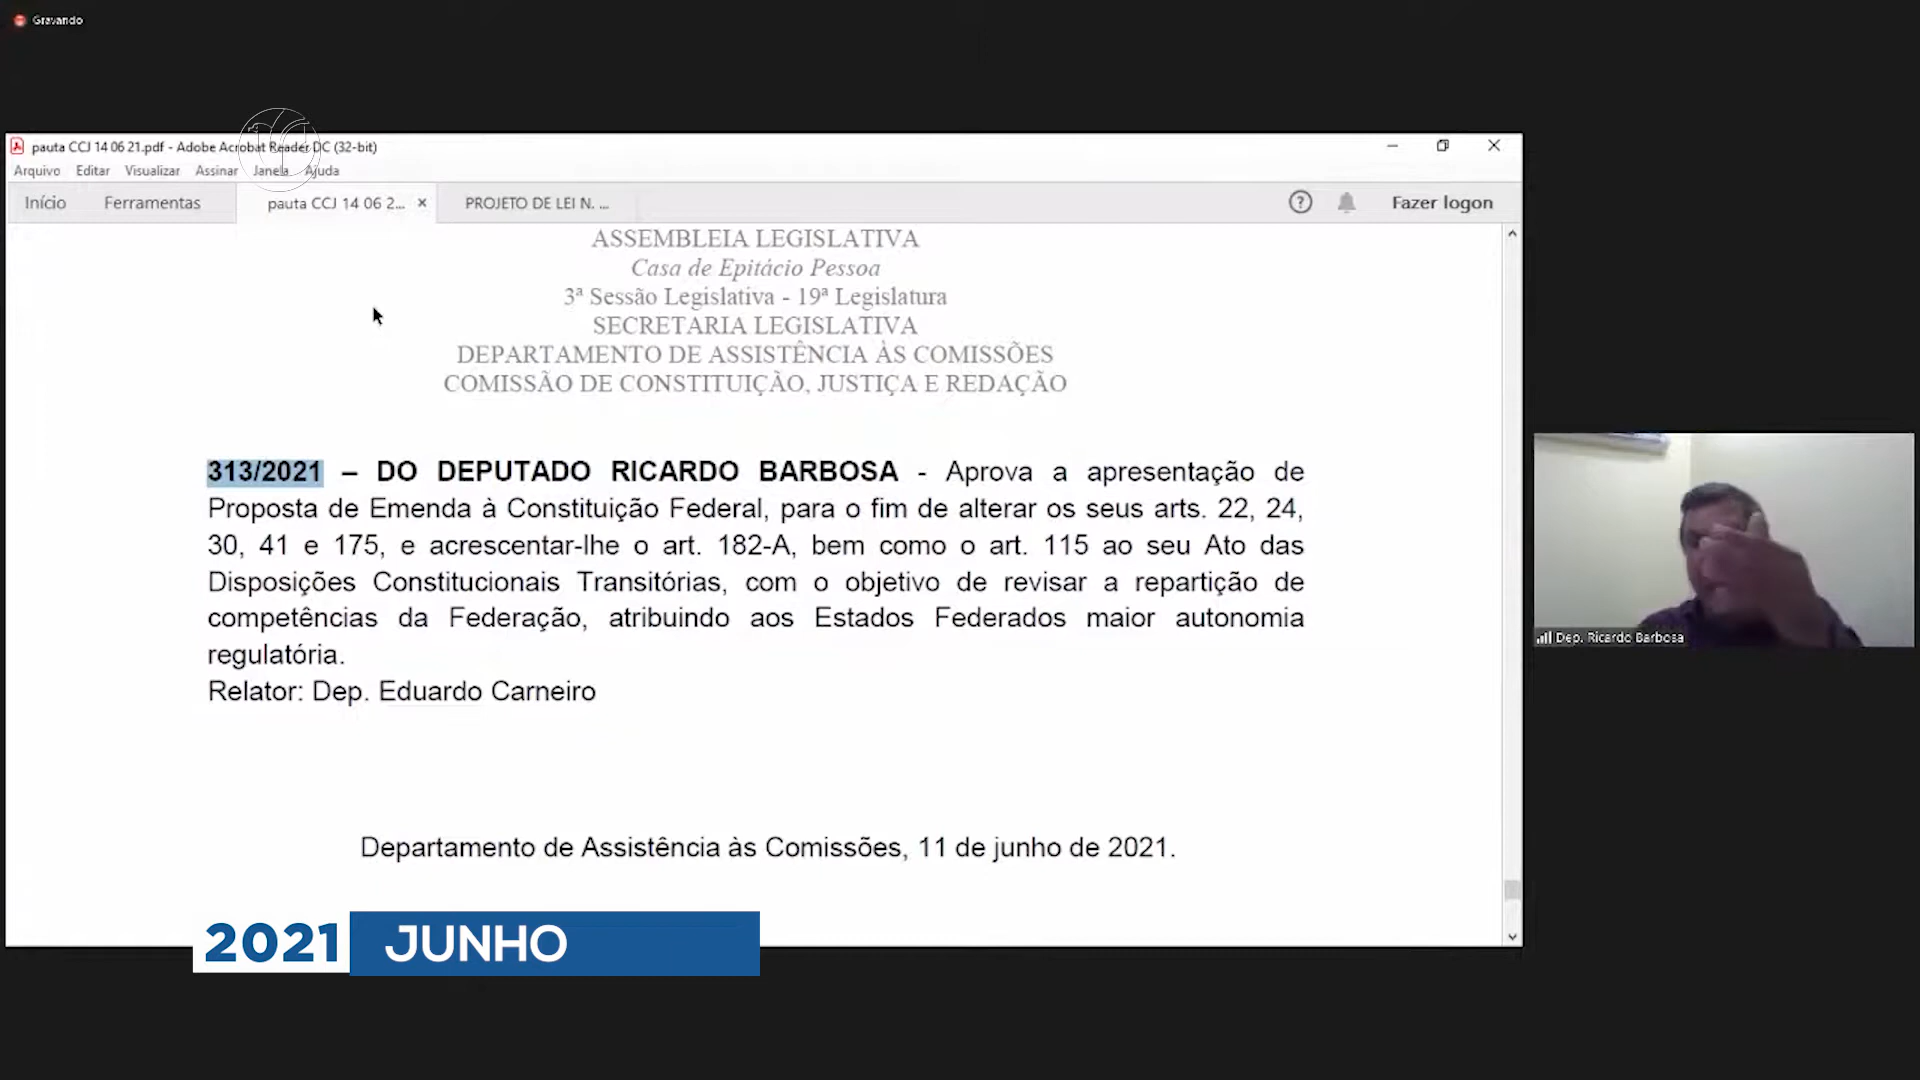 Gravando
pauta CCJ 14 06 21.pdf - Adobe Acrobat Reader DC (32-bit)
Arquivo Editar Visualizar Assinar Janela Ajuda
Início Ferramentas pauta CCJ 14 06 2... × PROJETO DE LEI N. ... ? Fazer logon
ASSEMBLEIA LEGISLATIVA
Casa de Epitácio Pessoa
3ª Sessão Legislativa - 19ª Legislatura
SECRETARIA LEGISLATIVA
DEPARTAMENTO DE ASSISTÊNCIA ÀS COMISSÕES
COMISSÃO DE CONSTITUIÇÃO, JUSTIÇA E REDAÇÃO
313/2021 – DO DEPUTADO RICARDO BARBOSA - Aprova a apresentação de
Proposta de Emenda à Constituição Federal, para o fim de alterar os seus arts. 22, 24,
30, 41 e 175, e acrescentar-lhe o art. 182-A, bem como o art. 115 ao seu Ato das
Disposições Constitucionais Transitórias, com o objetivo de revisar a repartição de
competências da Federação, atribuindo aos Estados Federados maior autonomia
regulatória.
Relator: Dep. Eduardo Carneiro
Departamento de Assistência às Comissões, 11 de junho de 2021.
Dep. Ricardo Barbosa
2021 JUNHO